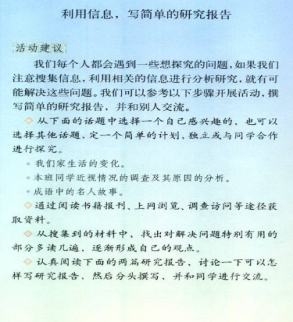 利用信息，写简单的研究报告
活动建议
我们每个人都会遇到一些想探究的问题，如果我们
注意搜集信息，利用相关的信息进行分析研究，就有可
能解决这些问题。我们可以参考以下步骤开展活动，撰
写简单的研究报告，并和别人交流。
◇从下面的话题中选择一个自己感兴趣的，也可以
选择其他话题，定一个简单的计划，独立或与同学合作
进行探究。
◦我们家生活的变化。
◦本班同学近视情况的调查及其原因的分析。
◦成语中的名人故事。
◇通过阅读书籍报刊、上网浏览、调查访问等途径获
取资料。
◇从搜集到的材料中，找出对解决问题特别有用的
部分多读几遍，逐渐形成自己的观点。
◇认真阅读下面的两篇研究报告，讨论一下可以怎
样写研究报告，然后分头撰写，并和同学进行交流。